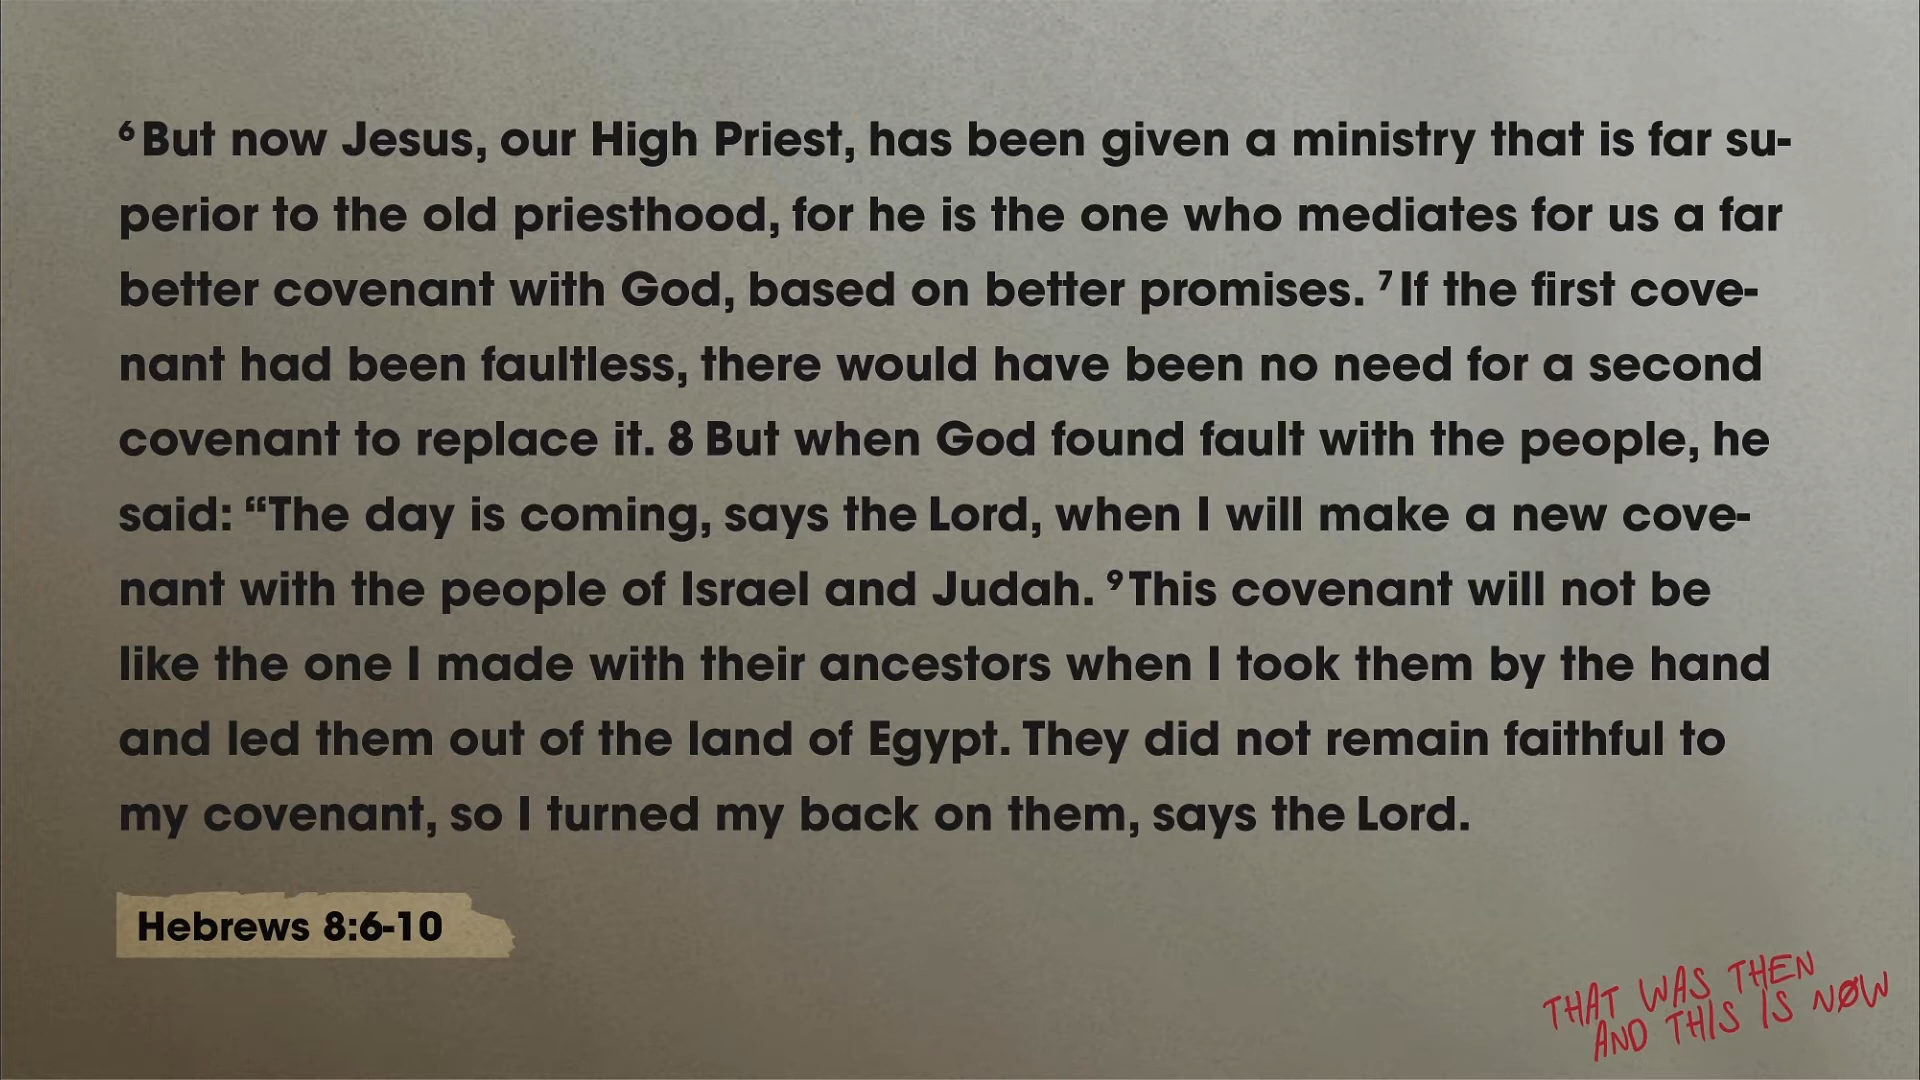 ⁶ But now Jesus, our High Priest, has been given a ministry that is far su-
perior to the old priesthood, for he is the one who mediates for us a far
better covenant with God, based on better promises. ⁷ If the first cove-
nant had been faultless, there would have been no need for a second
covenant to replace it. 8 But when God found fault with the people, he
said: “The day is coming, says the Lord, when I will make a new cove-
nant with the people of Israel and Judah. ⁹ This covenant will not be
like the one I made with their ancestors when I took them by the hand
and led them out of the land of Egypt. They did not remain faithful to
my covenant, so I turned my back on them, says the Lord.
Hebrews 8:6-10
THAT WAS THEN
AND THIS IS NØW